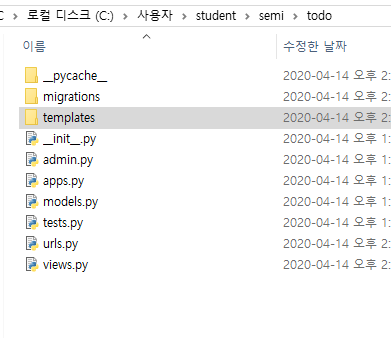 로컬 디스크 (C:) > 사용자 > student > semi > todo
이름 수정한 날짜
__pycache__ 2020-04-14 오후 2:
migrations 2020-04-14 오후 2:
templates 2020-04-14 오후 2:
__init__.py 2020-04-14 오후 1:
admin.py 2020-04-14 오후 1:
apps.py 2020-04-14 오후 1:
models.py 2020-04-14 오후 1:
tests.py 2020-04-14 오후 1:
urls.py 2020-04-14 오후 2:
views.py 2020-04-14 오후 2: